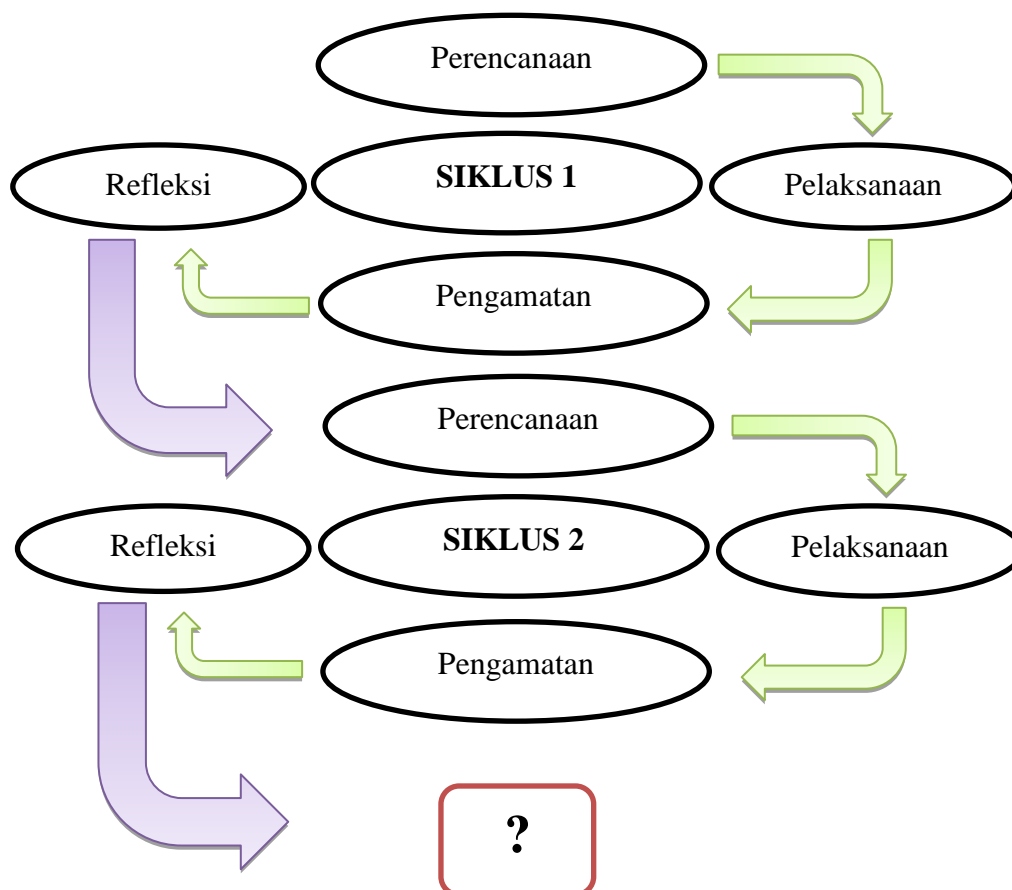 Perencanaan
Refleksi
SIKLUS 1
Pelaksanaan
Pengamatan
Perencanaan
Refleksi
SIKLUS 2
Pelaksanaan
Pengamatan
?